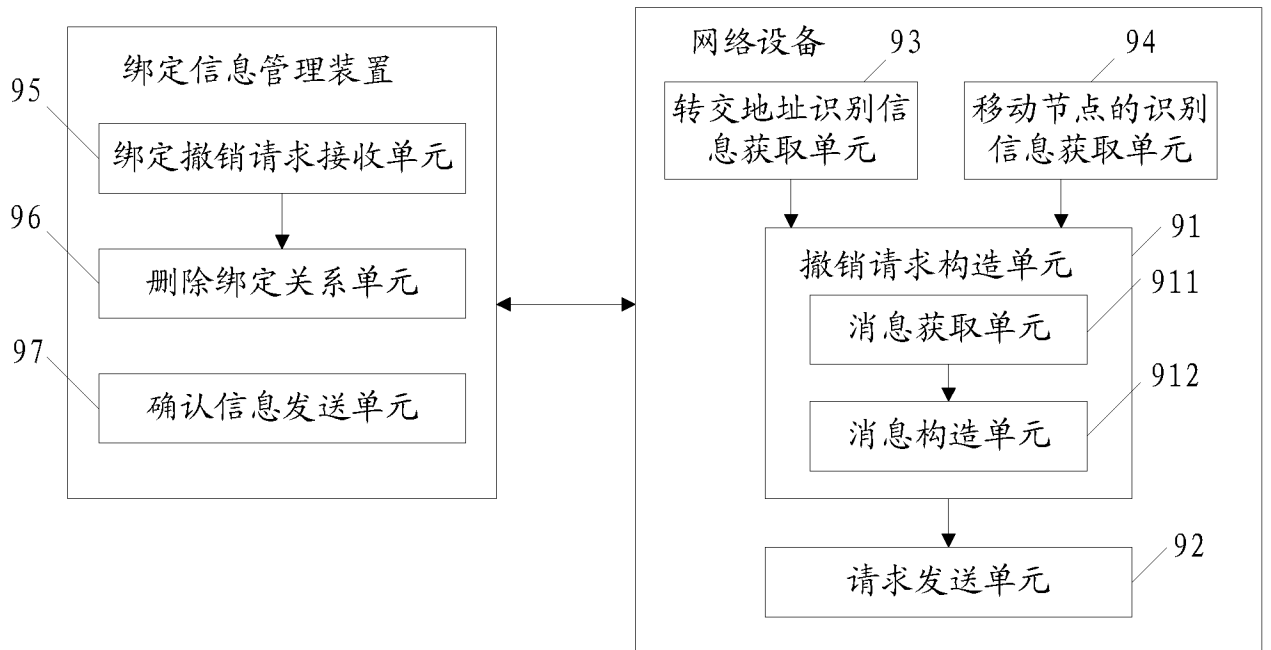 绑定信息管理装置
95
绑定撤销请求接收单元
96
删除绑定关系单元
97
确认信息发送单元
网络设备
93
94
转交地址识别信
息获取单元
移动节点的识别
信息获取单元
91
撤销请求构造单元
911
消息获取单元
912
消息构造单元
92
请求发送单元